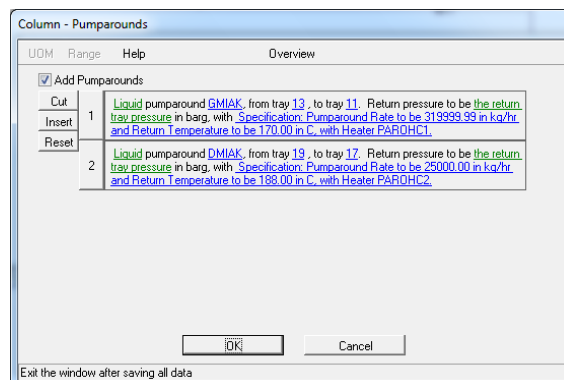 Column - Pumparounds
UOM Range Help Overview
Add Pumparounds
Cut
Insert
Reset
1
Liquid pumparound GMIAK, from tray 13 , to tray 11. Return pressure to be the return
tray pressure in barg, with Specification: Pumparound Rate to be 319999.99 in kg/hr
and Return Temperature to be 170.00 in C, with Heater PAROHC1.
2
Liquid pumparound DMIAK, from tray 19 , to tray 17. Return pressure to be the return
tray pressure in barg, with Specification: Pumparound Rate to be 25000.00 in kg/hr
and Return Temperature to be 188.00 in C, with Heater PAROHC2.
OK Cancel
Exit the window after saving all data